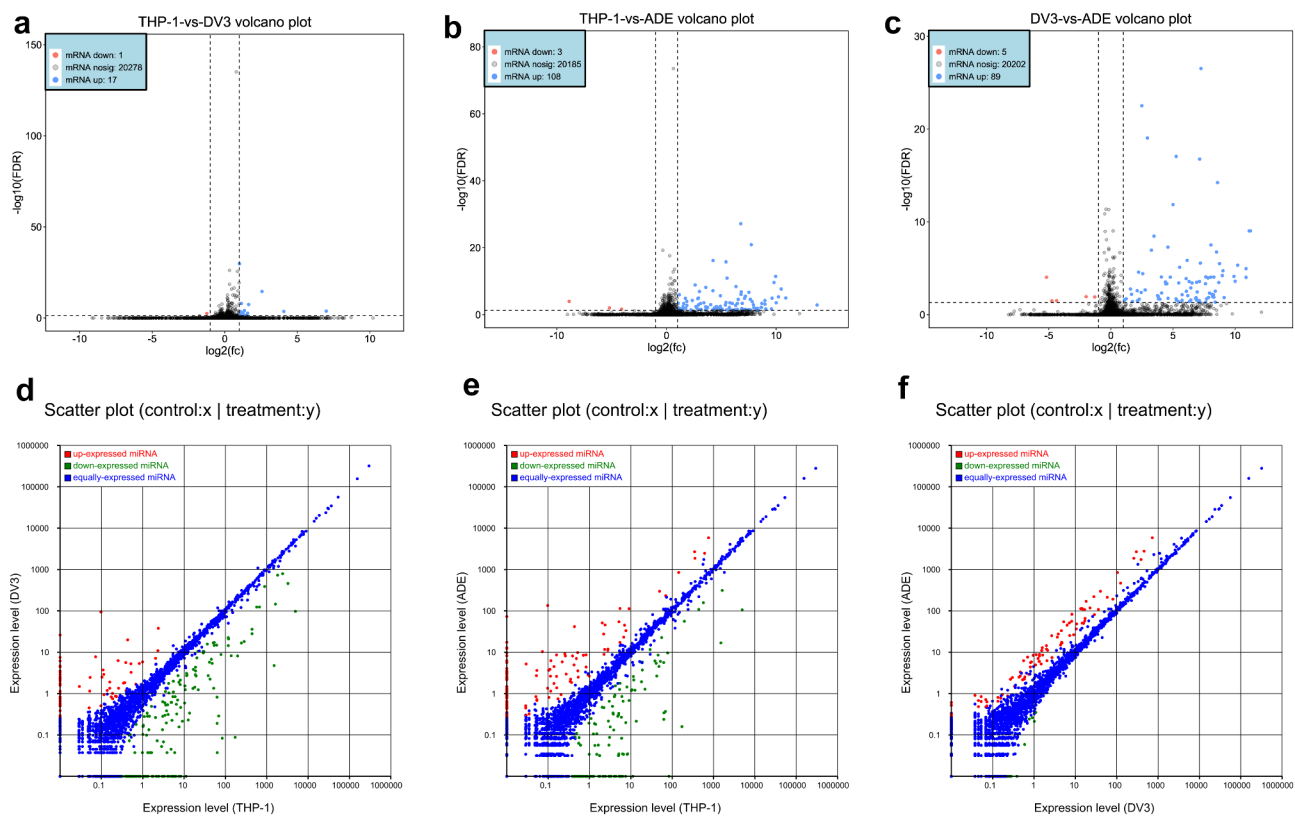 a
THP-1-vs-DV3 volcano plot
mRNA down: 1
mRNA nosig: 20278
mRNA up: 17
150
100
50
0
-log10(FDR)
-10
-5
0
5
10
log2(fc)
b
THP-1-vs-ADE volcano plot
mRNA down: 3
mRNA nosig: 20185
mRNA up: 108
80
60
40
20
0
-log10(FDR)
-10
0
10
log2(fc)
c
DV3-vs-ADE volcano plot
mRNA down: 5
mRNA nosig: 20202
mRNA up: 89
30
20
10
0
-log10(FDR)
-10
-5
0
5
10
log2(fc)
d
Scatter plot (control:x | treatment:y)
up-expressed miRNA
down-expressed miRNA
equally-expressed miRNA
1000000
100000
10000
1000
100
10
1
0.1
Expression level (DV3)
0.1
1
10
100
1000
10000
100000
1000000
Expression level (THP-1)
e
Scatter plot (control:x | treatment:y)
up-expressed miRNA
down-expressed miRNA
equally-expressed miRNA
1000000
100000
10000
1000
100
10
1
0.1
Expression level (ADE)
0.1
1
10
100
1000
10000
100000
1000000
Expression level (THP-1)
f
Scatter plot (control:x | treatment:y)
up-expressed miRNA
down-expressed miRNA
equally-expressed miRNA
1000000
100000
10000
1000
100
10
1
0.1
Expression level (ADE)
0.1
1
10
100
1000
10000
100000
1000000
Expression level (DV3)